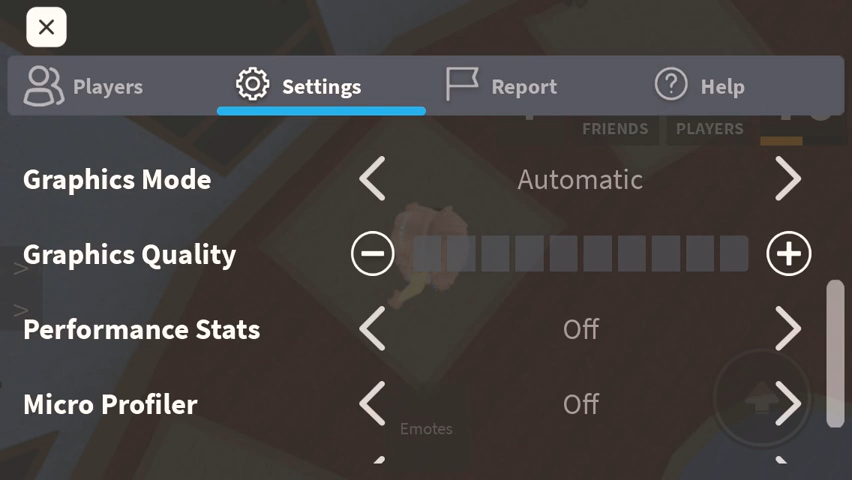 Players
Settings
Report
Help
FRIENDS
PLAYERS
Graphics Mode
Automatic
Graphics Quality
Performance Stats
Off
Micro Profiler
Off
Emotes